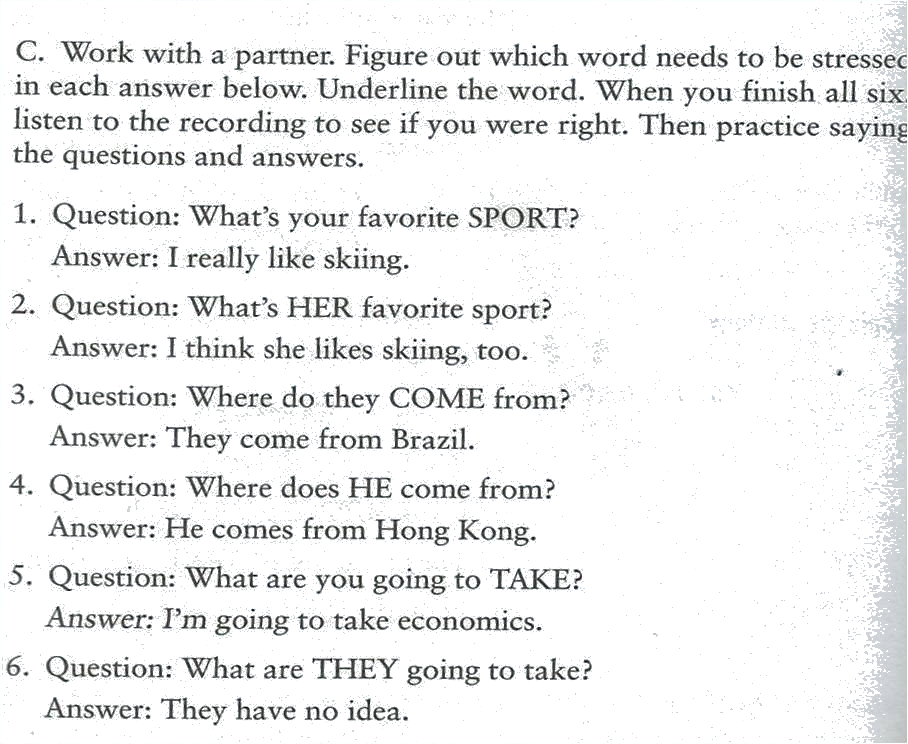 C. Work with a partner. Figure out which word needs to be stressed
in each answer below. Underline the word. When you finish all six,
listen to the recording to see if you were right. Then practice saying
the questions and answers.
1. Question: What's your favorite SPORT?
Answer: I really like skiing.
2. Question: What's HER favorite sport?
Answer: I think she likes skiing, too.
3. Question: Where do they COME from?
Answer: They come from Brazil.
4. Question: Where does HE come from?
Answer: He comes from Hong Kong.
5. Question: What are you going to TAKE?
Answer: I'm going to take economics.
6. Question: What are THEY going to take?
Answer: They have no idea.